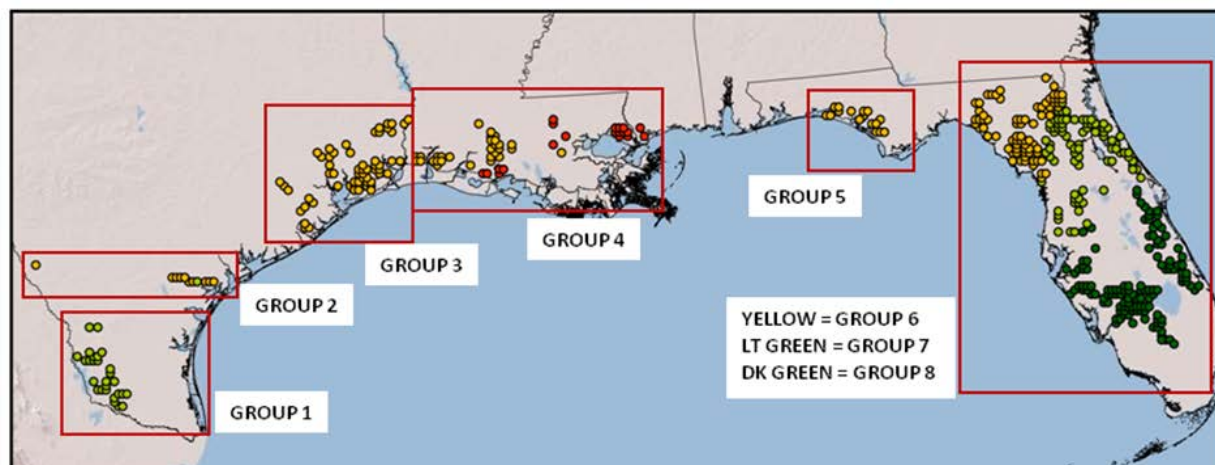 GROUP 5
GROUP 4
GROUP 3
GROUP 2
GROUP 1
YELLOW = GROUP 6
LT GREEN = GROUP 7
DK GREEN = GROUP 8